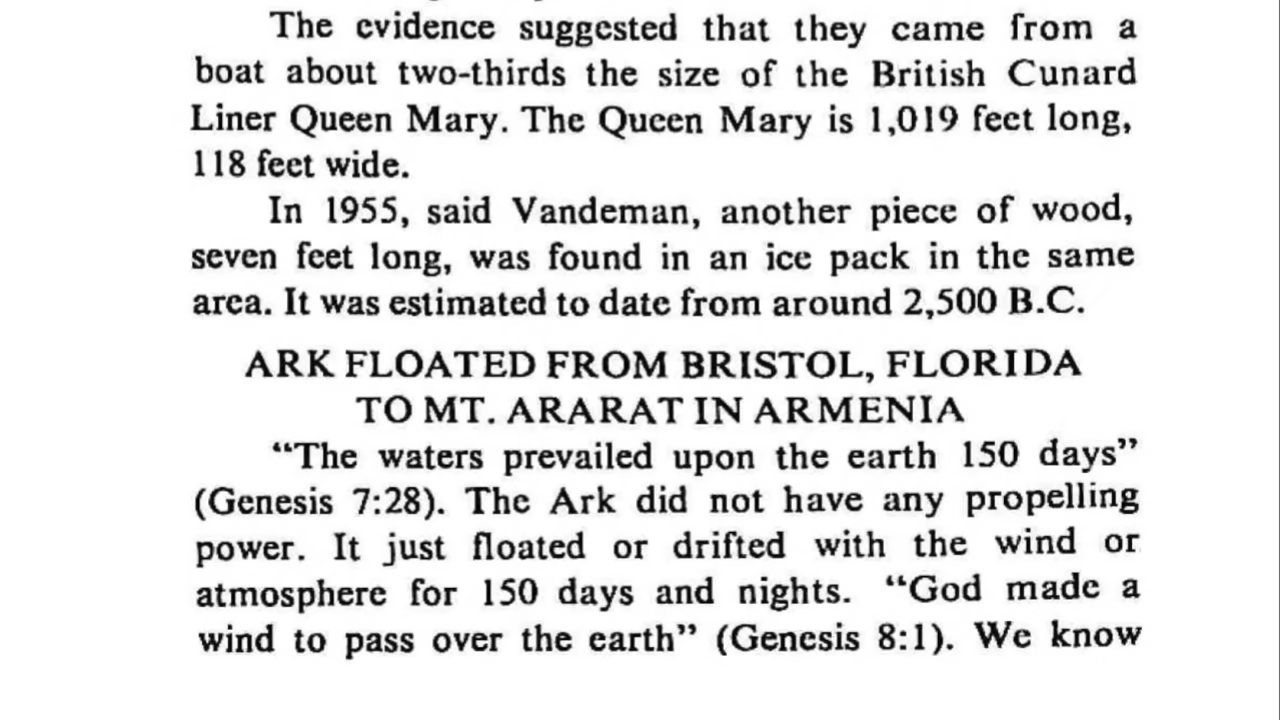 The evidence suggested that they came from a
boat about two-thirds the size of the British Cunard
Liner Queen Mary. The Queen Mary is 1,019 feet long,
118 feet wide.
In 1955, said Vandeman, another piece of wood,
seven feet long, was found in an ice pack in the same
area. It was estimated to date from around 2,500 B.C.
ARK FLOATED FROM BRISTOL, FLORIDA
TO MT. ARARAT IN ARMENIA
“The waters prevailed upon the earth 150 days”
(Genesis 7:28). The Ark did not have any propelling
power. It just floated or drifted with the wind or
atmosphere for 150 days and nights. “God made a
wind to pass over the earth” (Genesis 8:1). We know